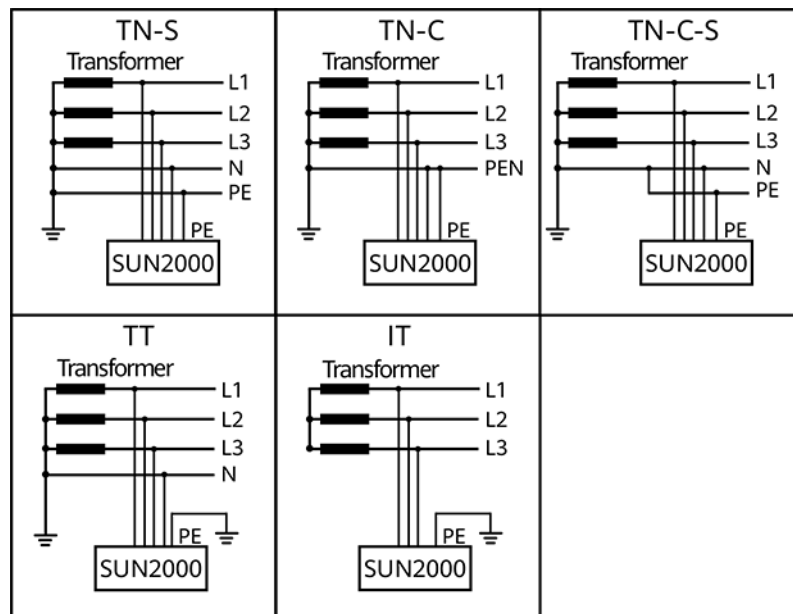 TN-S
Transformer
L1
L2
L3
N
PE
PE
SUN2000
TN-C
Transformer
L1
L2
L3
PEN
PE
SUN2000
TN-C-S
Transformer
L1
L2
L3
N
PE
PE
SUN2000
TT
Transformer
L1
L2
L3
N
PE
SUN2000
IT
Transformer
L1
L2
L3
PE
SUN2000